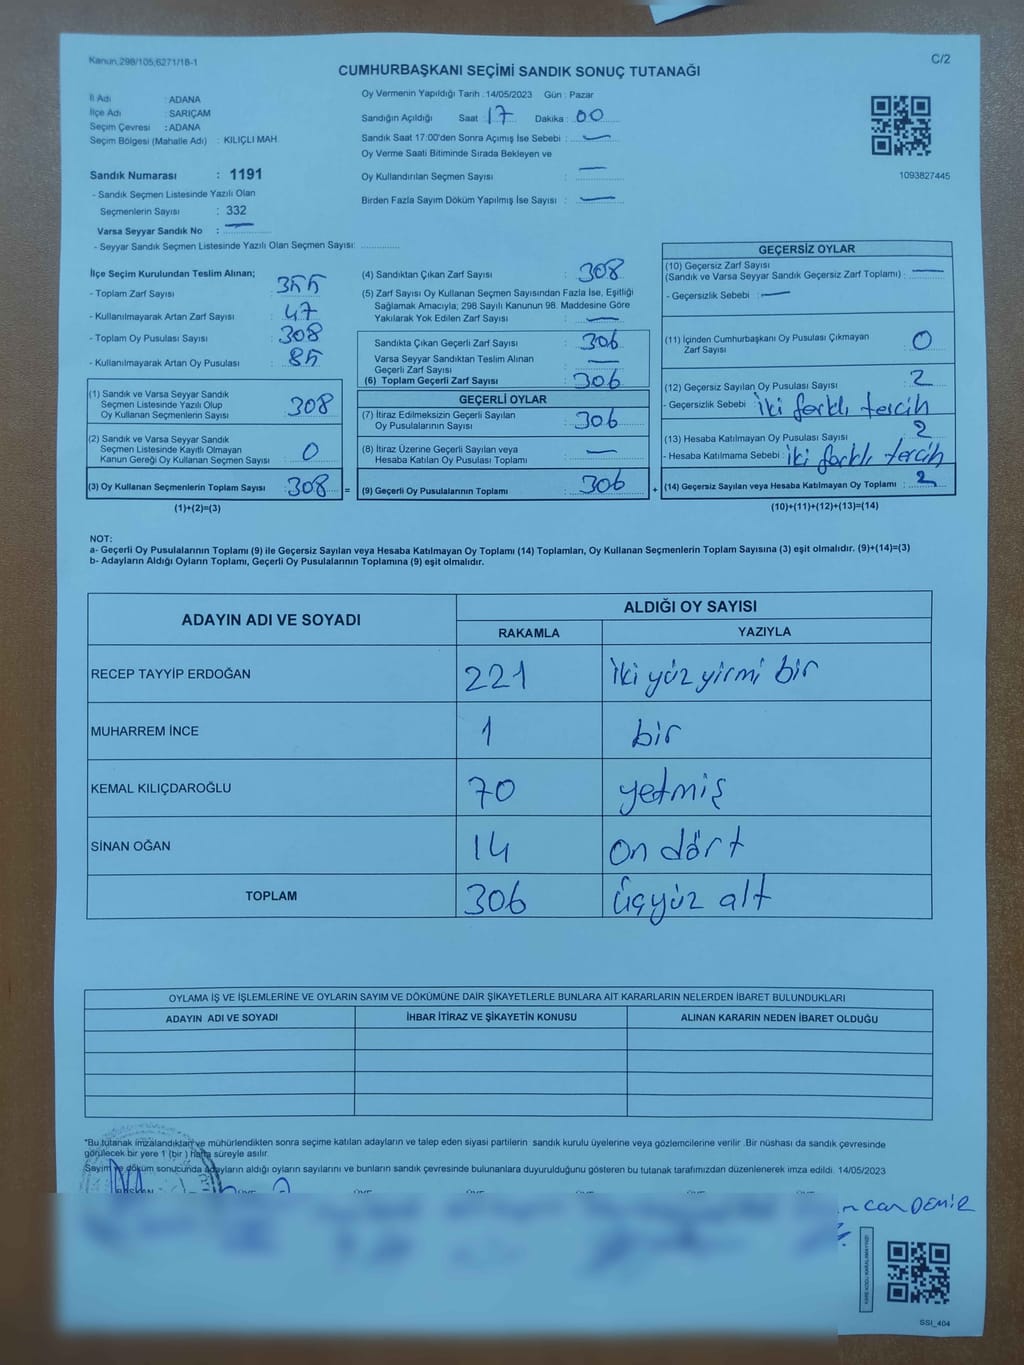 Kanun.298/105;6271/18-1
C/2
CUMHURBAŞKANI SEÇİMİ SANDIK SONUÇ TUTANAĞI
İl Adı : ADANA
İlçe Adı : SARIÇAM
Seçim Çevresi : ADANA
Seçim Bölgesi (Mahalle Adı) : KILIÇLI MAH
Sandık Numarası : 1191
- Sandık Seçmen Listesinde Yazılı Olan
Seçmenlerin Sayısı : 332
Varsa Seyyar Sandık No : —
- Seyyar Sandık Seçmen Listesinde Yazılı Olan Seçmen Sayısı: ............
Oy Vermenin Yapıldığı Tarih :14/05/2023 Gün : Pazar
Sandığın Açıldığı Saat : 17 Dakika : 00
Sandık Saat 17:00'den Sonra Açımış İse Sebebi : —
Oy Verme Saati Bitiminde Sırada Bekleyen ve
Oy Kullandırılan Seçmen Sayısı : —
Birden Fazla Sayım Döküm Yapılmış İse Sayısı : —
1093827445
İlçe Seçim Kurulundan Teslim Alınan;
- Toplam Zarf Sayısı : 355
- Kullanılmayarak Artan Zarf Sayısı : 47
- Toplam Oy Pusulası Sayısı : 308
- Kullanılmayarak Artan Oy Pusulası : 85
(1) Sandık ve Varsa Seyyar Sandık
Seçmen Listesinde Yazılı Olup
Oy Kullanan Seçmenlerin Sayısı : 308
(2) Sandık ve Varsa Seyyar Sandık
Seçmen Listesinde Kayıtlı Olmayan
Kanun Gereği Oy Kullanan Seçmen Sayısı : 0
(3) Oy Kullanan Seçmenlerin Toplam Sayısı : 308 =
(1)+(2)=(3)
(4) Sandıktan Çıkan Zarf Sayısı : 308
(5) Zarf Sayısı Oy Kullanan Seçmen Sayısından Fazla İse, Eşitliği
Sağlamak Amacıyla; 298 Sayılı Kanunun 98. Maddesine Göre
Yakılarak Yok Edilen Zarf Sayısı : —
Sandıkta Çıkan Geçerli Zarf Sayısı : 306
Varsa Seyyar Sandıktan Teslim Alınan
Geçerli Zarf Sayısı : —
(6) Toplam Geçerli Zarf Sayısı : 306
GEÇERLİ OYLAR
(7) İtiraz Edilmeksizin Geçerli Sayılan
Oy Pusulalarının Sayısı : 306
(8) İtiraz Üzerine Geçerli Sayılan veya
Hesaba Katılan Oy Pusulası Toplamı : —
(9) Geçerli Oy Pusulalarının Toplamı : 306 +
GEÇERSİZ OYLAR
(10) Geçersiz Zarf Sayısı
(Sandık ve Varsa Seyyar Sandık Geçersiz Zarf Toplamı) : —
- Geçersizlik Sebebi : —
(11) İçinden Cumhurbaşkanı Oy Pusulası Çıkmayan
Zarf Sayısı : 0
(12) Geçersiz Sayılan Oy Pusulası Sayısı : 2
- Geçersizlik Sebebi : İki farklı tercih
(13) Hesaba Katılmayan Oy Pusulası Sayısı : 2
- Hesaba Katılmama Sebebi : iki farklı tercih
(14) Geçersiz Sayılan veya Hesaba Katılmayan Oy Toplamı : 2
(10)+(11)+(12)+(13)=(14)
NOT:
a- Geçerli Oy Pusulalarının Toplamı (9) ile Geçersiz Sayılan veya Hesaba Katılmayan Oy Toplamı (14) Toplamları, Oy Kullanan Seçmenlerin Toplam Sayısına (3) eşit olmalıdır. (9)+(14)=(3)
b- Adayların Aldığı Oyların Toplamı, Geçerli Oy Pusulalarının Toplamına (9) eşit olmalıdır.
ADAYIN ADI VE SOYADI
ALDIĞI OY SAYISI
RAKAMLA YAZIYLA
RECEP TAYYİP ERDOĞAN 221 iki yüz yirmi bir
MUHARREM İNCE 1 bir
KEMAL KILIÇDAROĞLU 70 yetmiş
SİNAN OĞAN 14 on dört
TOPLAM 306 üçyüz alt
OYLAMA İŞ VE İŞLEMLERİNE VE OYLARIN SAYIM VE DÖKÜMÜNE DAİR ŞİKAYETLERLE BUNLARA AİT KARARLARIN NELERDEN İBARET BULUNDUKLARI
ADAYIN ADI VE SOYADI İHBAR İTİRAZ VE ŞİKAYETİN KONUSU ALINAN KARARIN NEDEN İBARET OLDUĞU
*Bu tutanak imzalandıktan ve mühürlendikten sonra seçime katılan adayların ve talep eden siyasi partilerin sandık kurulu üyelerine veya gözlemcilerine verilir .Bir nüshası da sandık çevresinde
görülecek bir yere 1 (bir ) hafta süreyle asılır.
Sayım ve döküm sonucunda adayların aldığı oyların sayılarını ve bunların sandık çevresinde bulunanlara duyurulduğunu gösteren bu tutanak tarafımızdan düzenlenerek imza edildi. 14/05/2023
BAŞKAN
can DEMİR
SSI_404